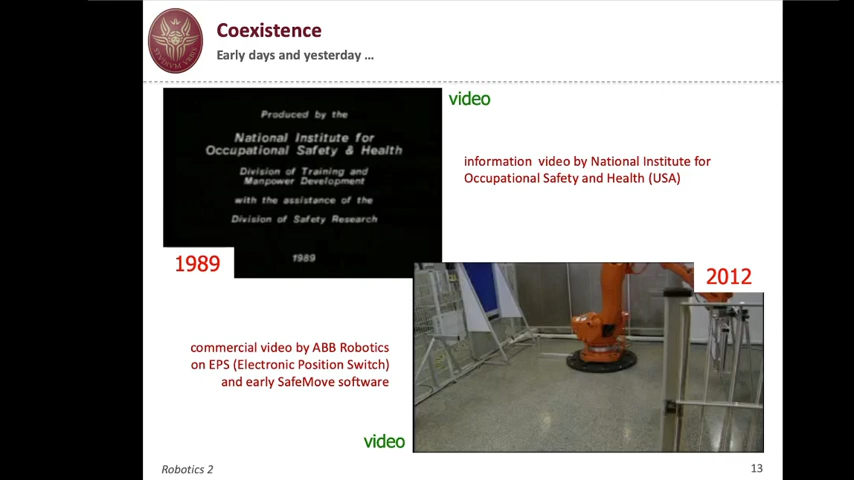 Coexistence
Early days and yesterday …
Produced by the
National Institute for
Occupational Safety & Health
Division of Training and
Manpower Development
with the assistance of the
Division of Safety Research
1989
video
information video by National Institute for
Occupational Safety and Health (USA)
1989
2012
commercial video by ABB Robotics
on EPS (Electronic Position Switch)
and early SafeMove software
video
Robotics 2
13